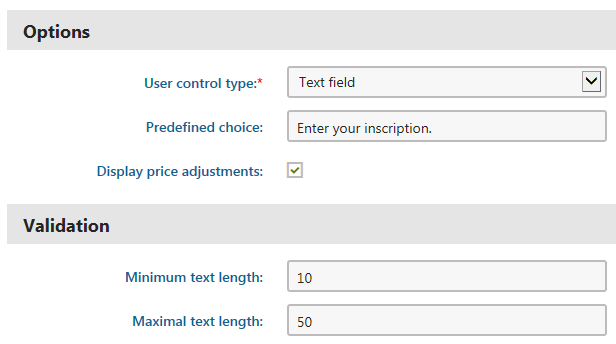 Options
User control type:* Text field
Predefined choice: Enter your inscription.
Display price adjustments:
Validation
Minimum text length: 10
Maximal text length: 50